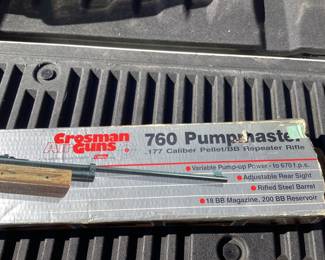 Crosman
Air Guns
760 Pumpmaster
.177 Caliber Pellet/BB Repeater Rifle
• Variable Pump-up Power - to 670 f.p.s.
• Adjustable Rear Sight
• Rifled Steel Barrel
• 18 BB Magazine, 200 BB Reservoir